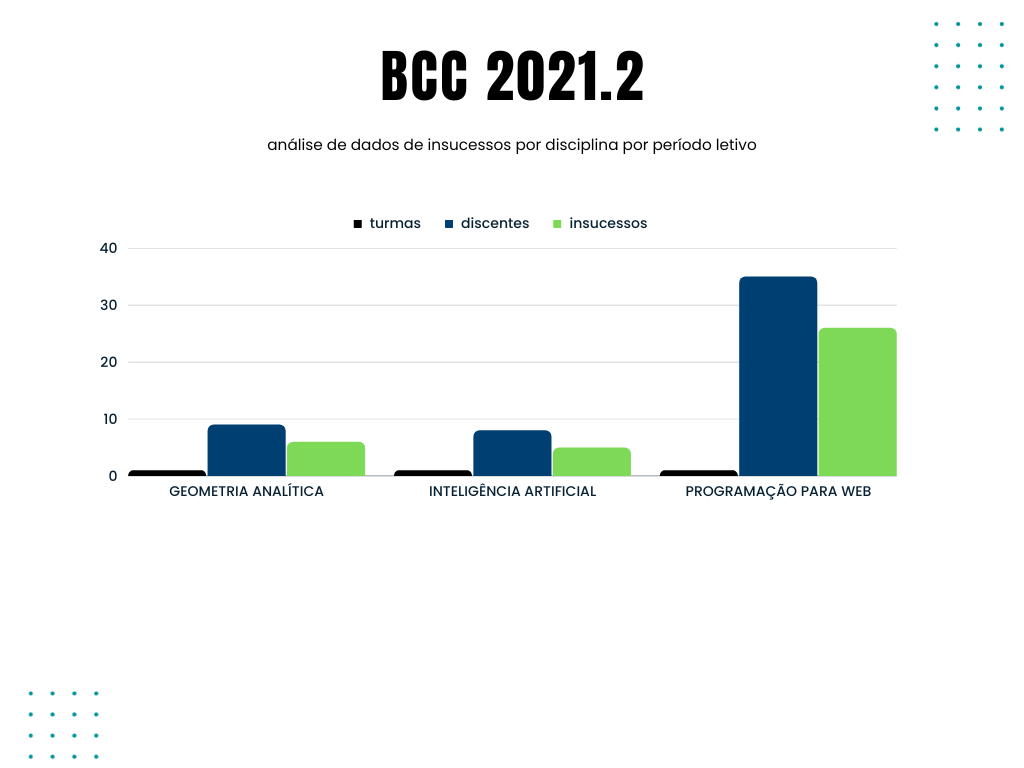 BCC 2021.2
análise de dados de insucessos por disciplina por período letivo
turmas discentes insucessos
40
30
20
10
0
GEOMETRIA ANALÍTICA INTELIGÊNCIA ARTIFICIAL PROGRAMAÇÃO PARA WEB